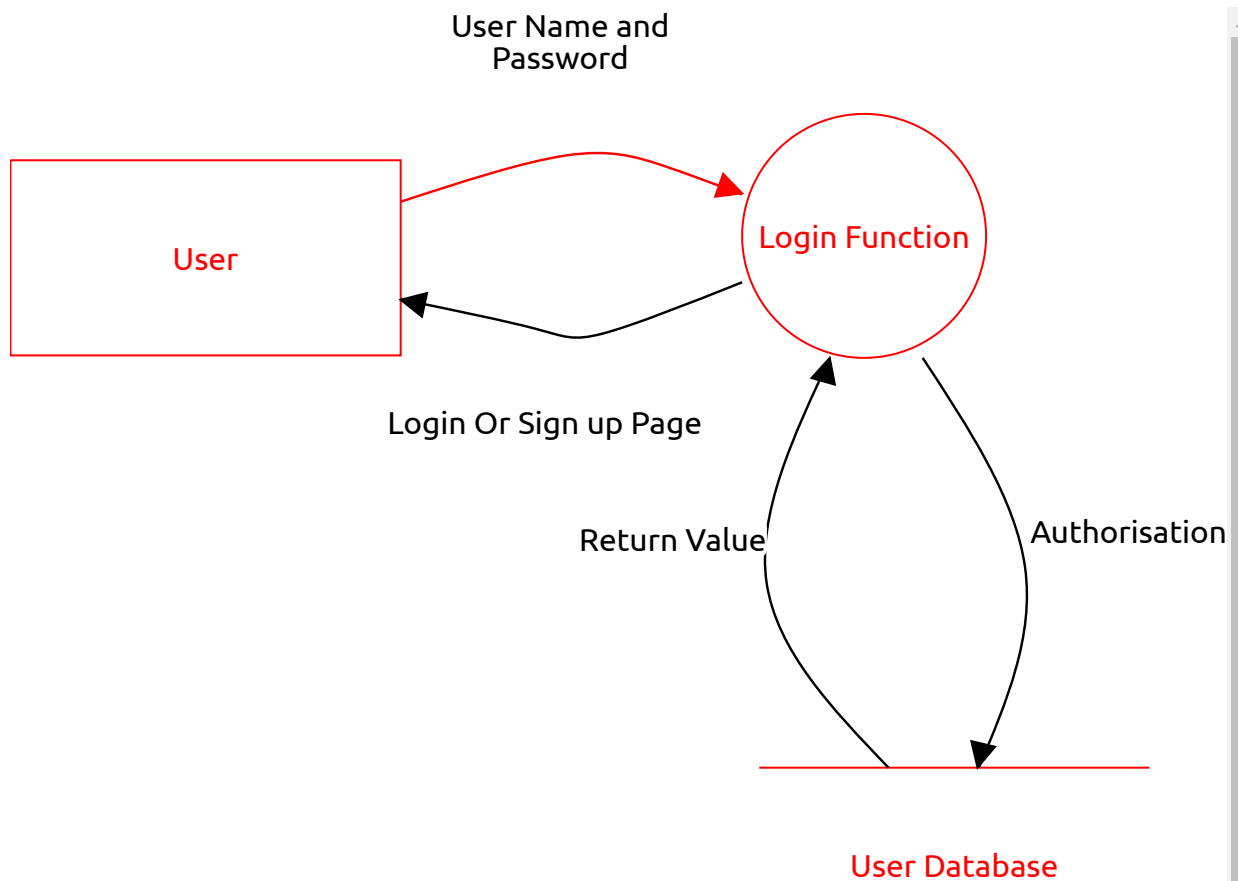 User Name and
Password
User
Login Function
Login Or Sign up Page
Return Value
Authorisation
User Database